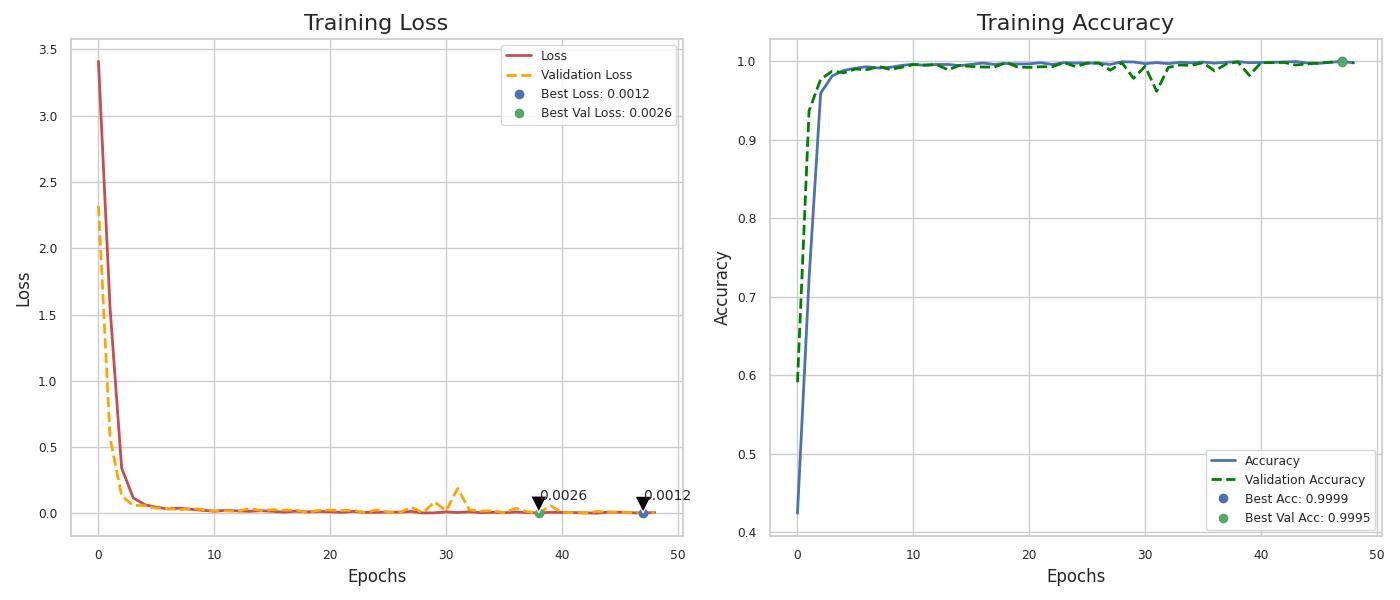 Training Loss
3.5
3.0
2.5
2.0
1.5
1.0
0.5
0.0
Loss
Loss
Validation Loss
Best Loss: 0.0012
Best Val Loss: 0.0026
0.0026
0.0012
0 10 20 30 40 50
Epochs
Training Accuracy
1.0
0.9
0.8
0.7
0.6
0.5
0.4
Accuracy
Accuracy
Validation Accuracy
Best Acc: 0.9999
Best Val Acc: 0.9995
0 10 20 30 40 50
Epochs